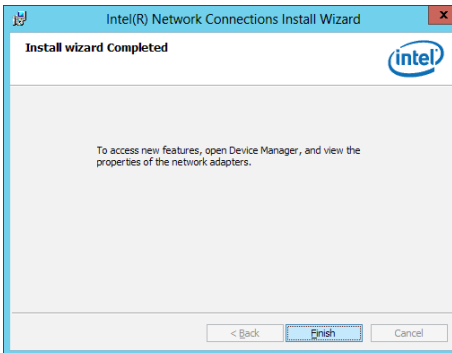 Intel(R) Network Connections Install Wizard
x
Install wizard Completed
intel
To access new features, open Device Manager, and view the
properties of the network adapters.
< Back
Finish
Cancel